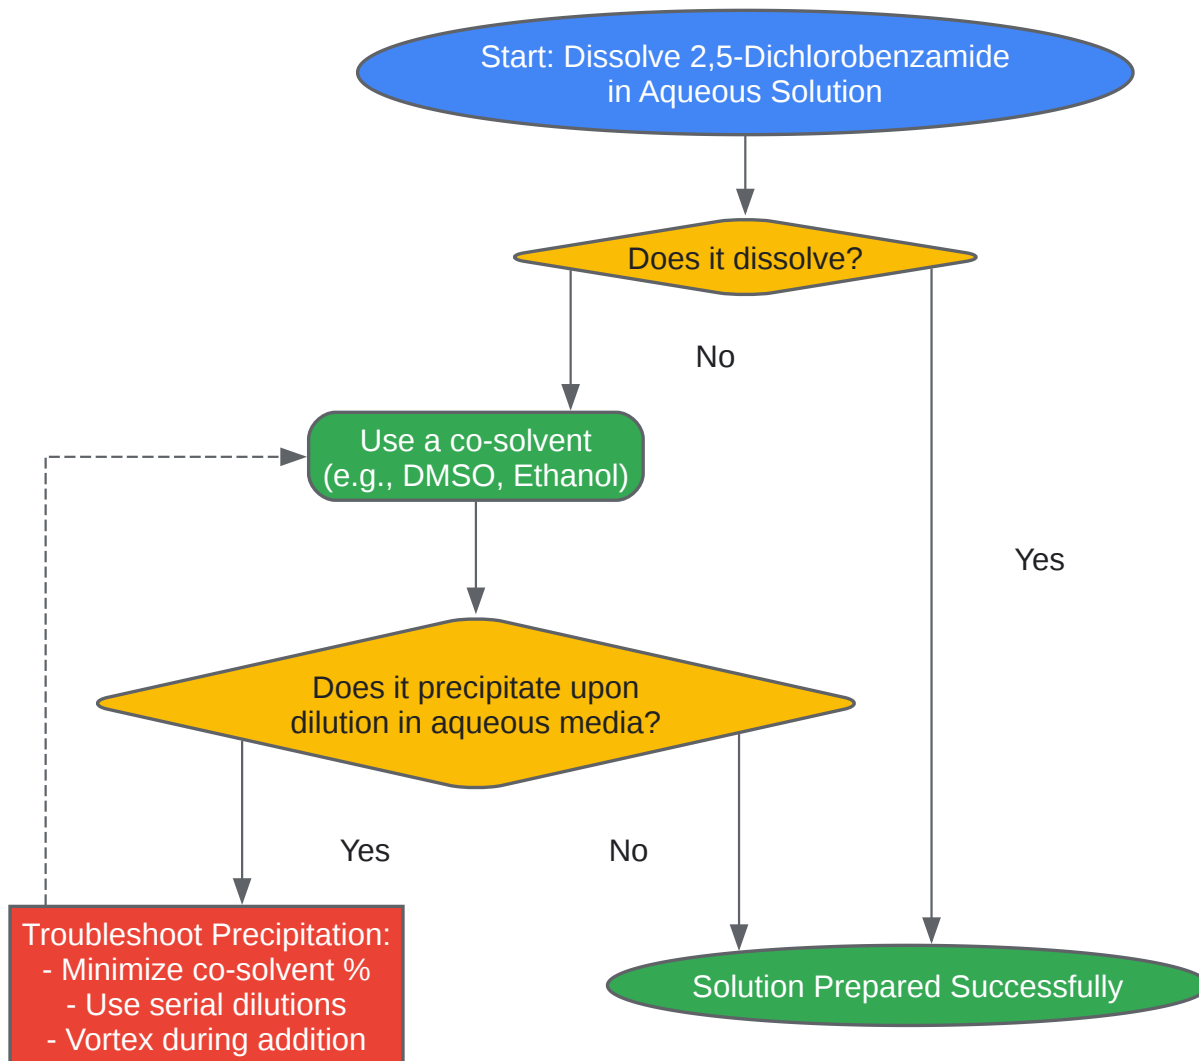 Start: Dissolve 2,5-Dichlorobenzamide
in Aqueous Solution
Does it dissolve?
No
Use a co-solvent
(e.g., DMSO, Ethanol)
Yes
Does it precipitate upon
dilution in aqueous media?
Yes
No
Troubleshoot Precipitation:
- Minimize co-solvent %
- Use serial dilutions
- Vortex during addition
Solution Prepared Successfully